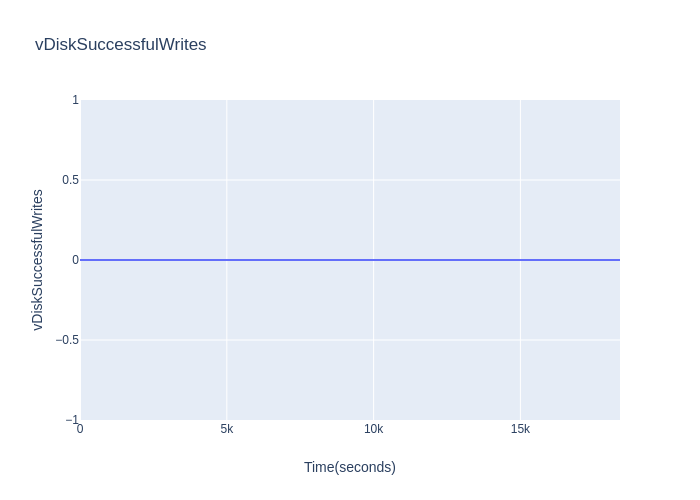 vDiskSuccessfulWrites
vDiskSuccessfulWrites
1
0.5
0
−0.5
−1
0
5k
10k
15k
Time(seconds)